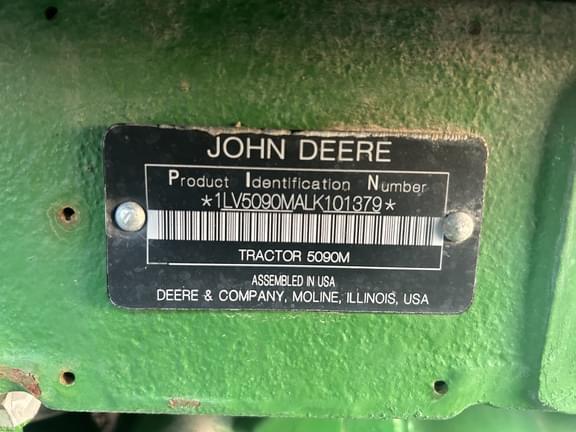 JOHN DEERE
Product Identification Number
*1LV5090MALK101379*
TRACTOR 5090M
ASSEMBLED IN USA
DEERE & COMPANY, MOLINE, ILLINOIS, USA